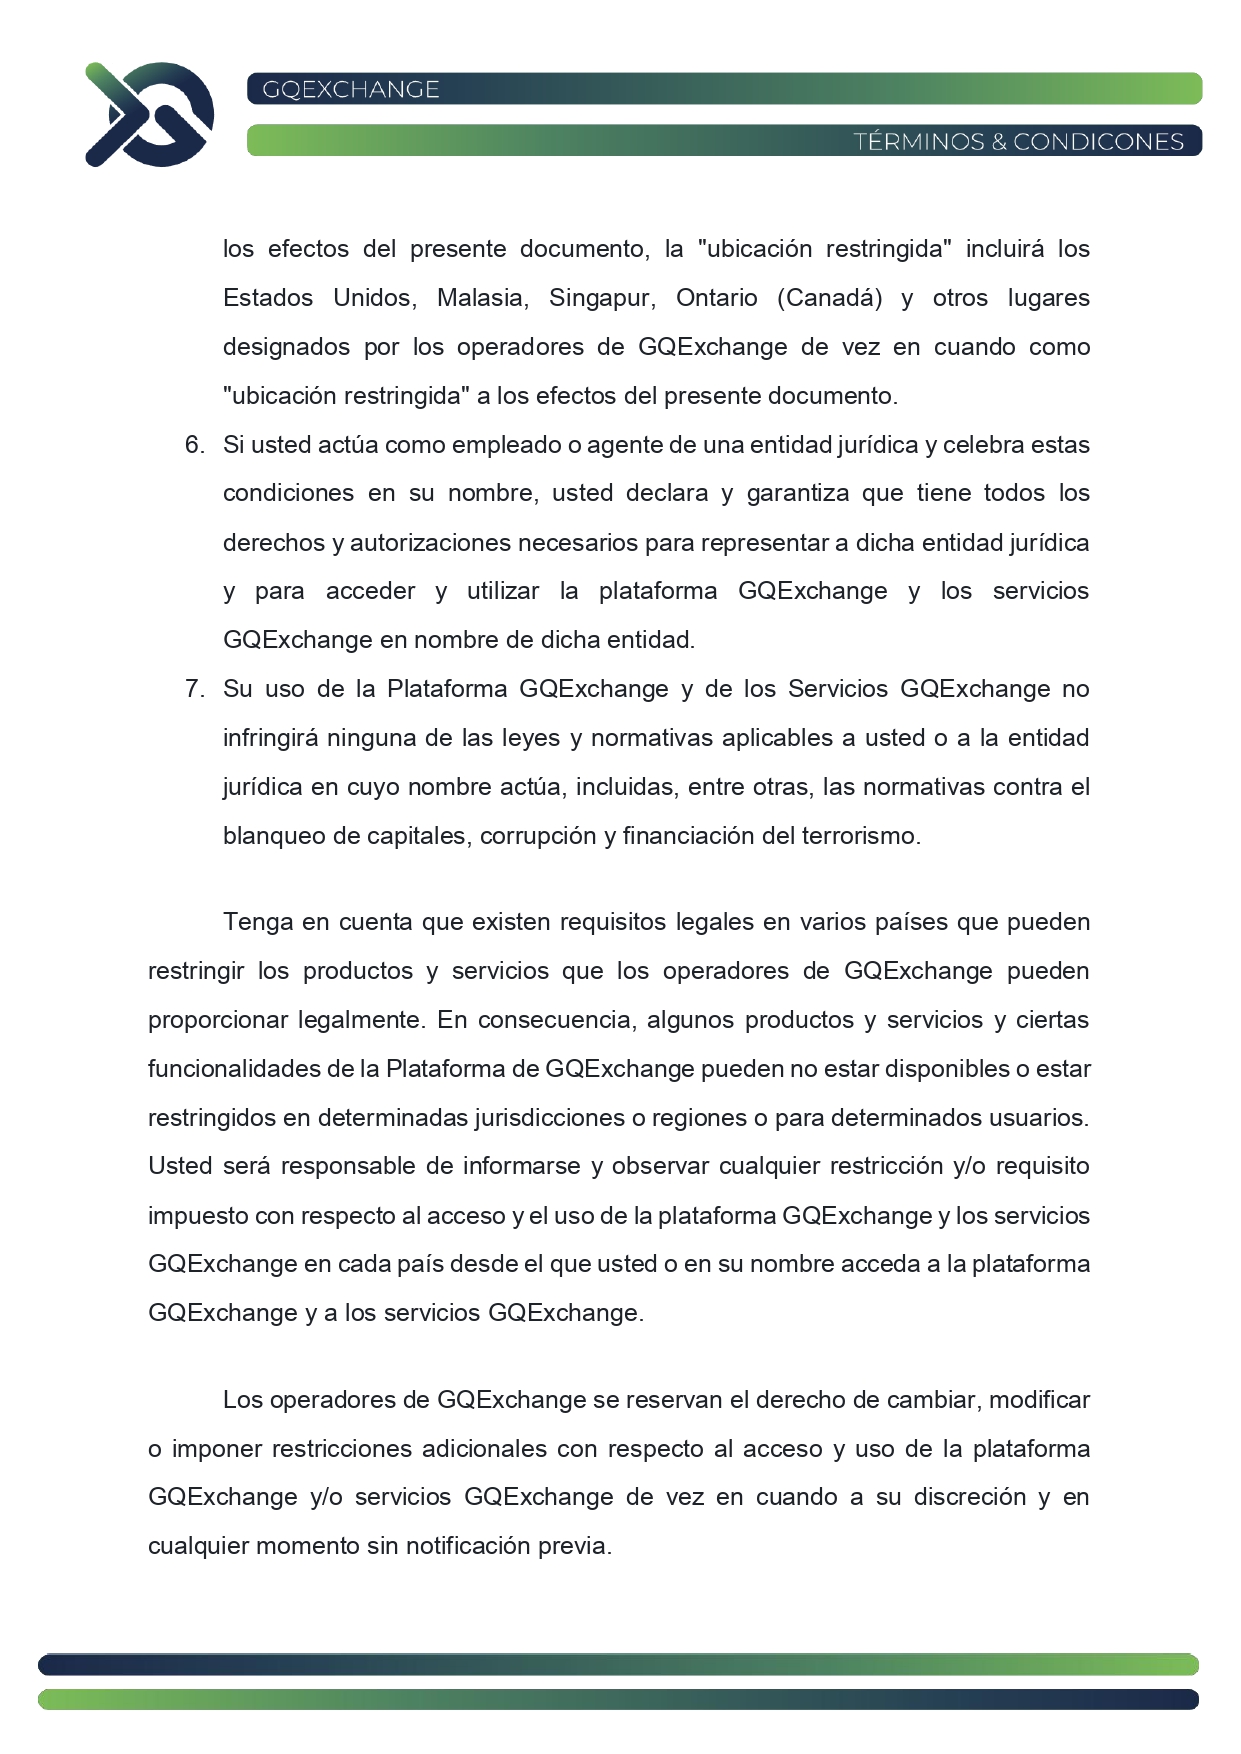 GQEXCHANGE
TÉRMINOS & CONDICONES
los efectos del presente documento, la "ubicación restringida" incluirá los
Estados Unidos, Malasia, Singapur, Ontario (Canadá) y otros lugares
designados por los operadores de GQExchange de vez en cuando como
"ubicación restringida" a los efectos del presente documento.
6. Si usted actúa como empleado o agente de una entidad jurídica y celebra estas
condiciones en su nombre, usted declara y garantiza que tiene todos los
derechos y autorizaciones necesarios para representar a dicha entidad jurídica
y para acceder y utilizar la plataforma GQExchange y los servicios
GQExchange en nombre de dicha entidad.
7. Su uso de la Plataforma GQExchange y de los Servicios GQExchange no
infringirá ninguna de las leyes y normativas aplicables a usted o a la entidad
jurídica en cuyo nombre actúa, incluidas, entre otras, las normativas contra el
blanqueo de capitales, corrupción y financiación del terrorismo.
Tenga en cuenta que existen requisitos legales en varios países que pueden
restringir los productos y servicios que los operadores de GQExchange pueden
proporcionar legalmente. En consecuencia, algunos productos y servicios y ciertas
funcionalidades de la Plataforma de GQExchange pueden no estar disponibles o estar
restringidos en determinadas jurisdicciones o regiones o para determinados usuarios.
Usted será responsable de informarse y observar cualquier restricción y/o requisito
impuesto con respecto al acceso y el uso de la plataforma GQExchange y los servicios
GQExchange en cada país desde el que usted o en su nombre acceda a la plataforma
GQExchange y a los servicios GQExchange.
Los operadores de GQExchange se reservan el derecho de cambiar, modificar
o imponer restricciones adicionales con respecto al acceso y uso de la plataforma
GQExchange y/o servicios GQExchange de vez en cuando a su discreción y en
cualquier momento sin notificación previa.